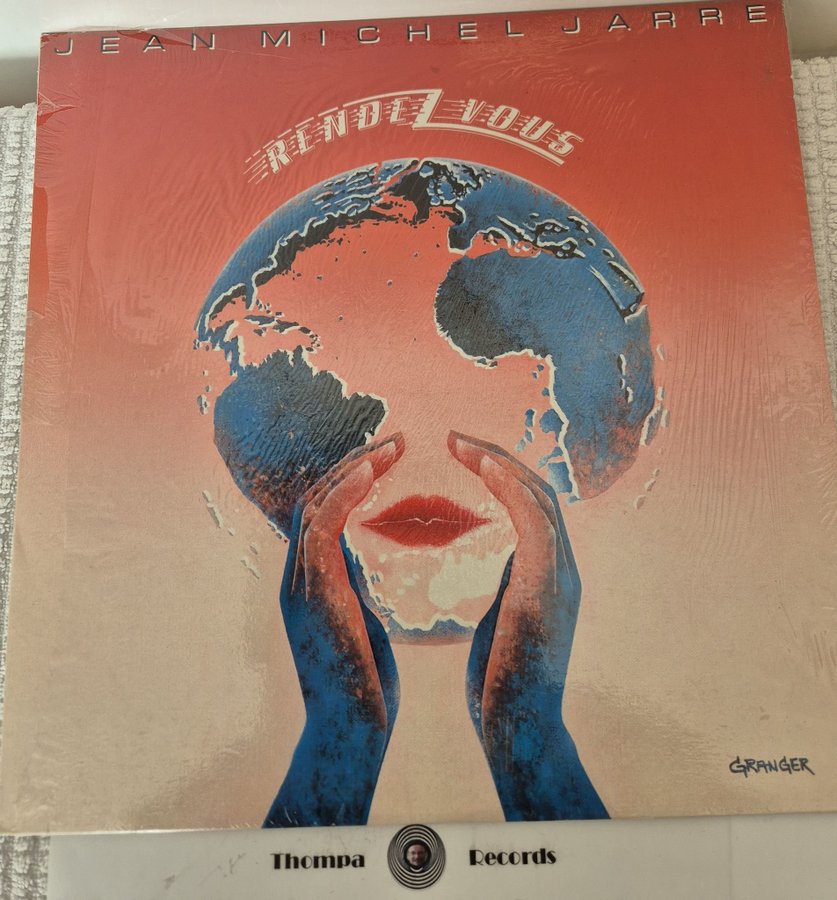 JEAN MICHEL JARRE
RENDEZ VOUS
GRANGER
Thompa Records